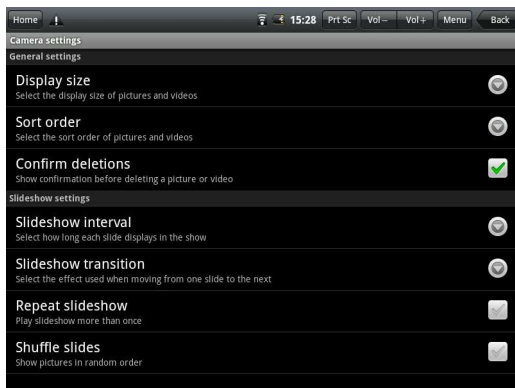 Home 15:28 Prt Sc Vol− Vol+ Menu Back
Camera settings
General settings
Display size
Select the display size of pictures and videos
Sort order
Select the sort order of pictures and videos
Confirm deletions
Show confirmation before deleting a picture or video
Slideshow settings
Slideshow interval
Select how long each slide displays in the show
Slideshow transition
Select the effect used when moving from one slide to the next
Repeat slideshow
Play slideshow more than once
Shuffle slides
Show pictures in random order